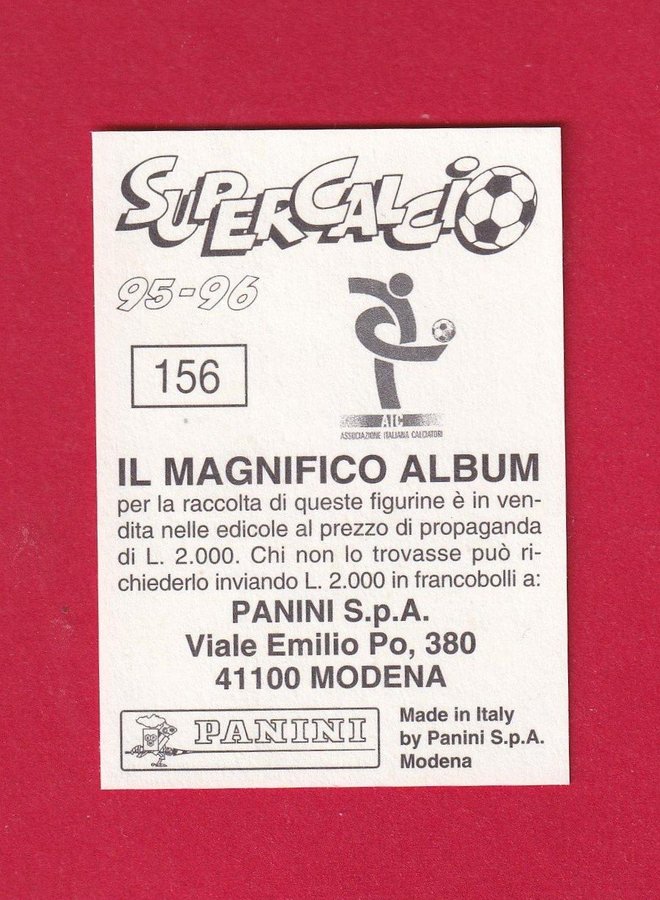 SUPERCALCIO
95-96
156
AIC
ASSOCIAZIONE ITALIANA CALCIATORI
IL MAGNIFICO ALBUM
per la raccolta di queste figurine è in ven-
dita nelle edicole al prezzo di propaganda
di L. 2.000. Chi non lo trovasse può ri-
chiederlo inviando L. 2.000 in francobolli a:
PANINI S.p.A.
Viale Emilio Po, 380
41100 MODENA
PANINI
Made in Italy
by Panini S.p.A.
Modena